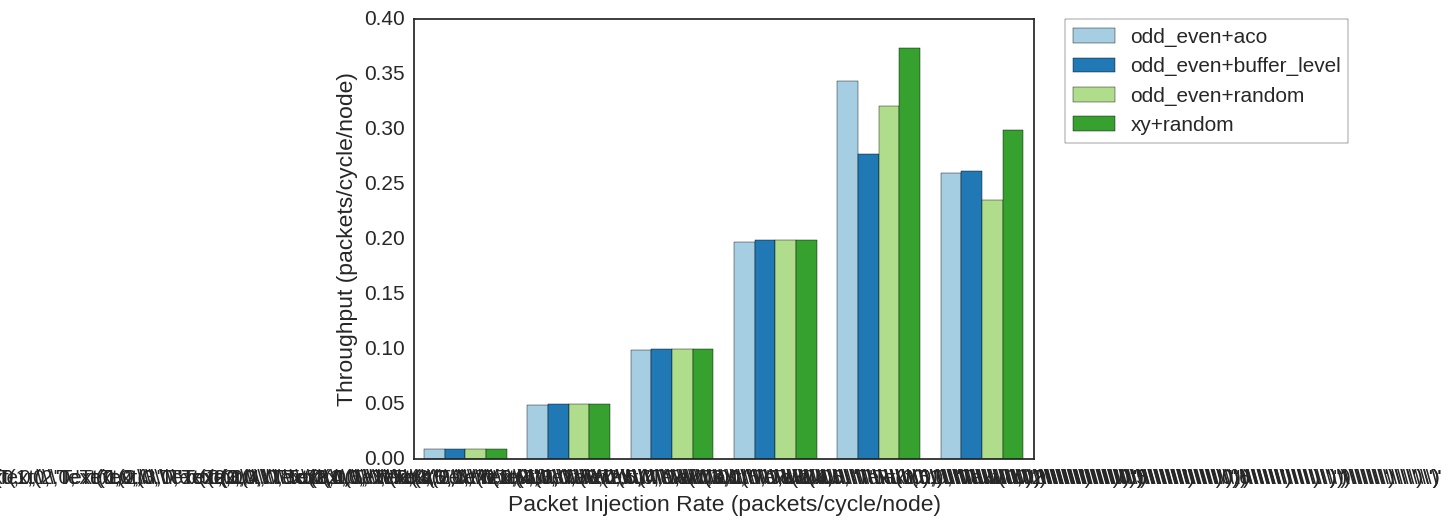 0.40
0.35
0.30
0.25
0.20
0.15
0.10
0.05
0.00
Throughput (packets/cycle/node)
Packet Injection Rate (packets/cycle/node)
odd_even+aco
odd_even+buffer_level
odd_even+random
xy+random